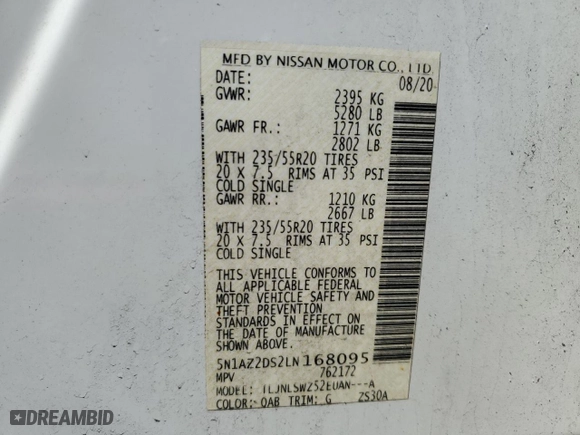 MFD BY NISSAN MOTOR CO., LTD
DATE: 08/20
GVWR: 2395 KG
5280 LB
GAWR FR.: 1271 KG
2802 LB
WITH 235/55R20 TIRES
20 X 7.5 RIMS AT 35 PSI
COLD SINGLE
GAWR RR.: 1210 KG
2667 LB
WITH 235/55R20 TIRES
20 X 7.5 RIMS AT 35 PSI
COLD SINGLE
THIS VEHICLE CONFORMS TO
ALL APPLICABLE FEDERAL
MOTOR VEHICLE SAFETY AND
THEFT PREVENTION
STANDARDS IN EFFECT ON
THE DATE OF MANUFACTURE
SHOWN ABOVE.
5N1AZ2DS2LN168095
MPV 762172
MODEL: TLJNLSWZ52EUAN---A
COLOR: QAB TRIM: G ZS30A
DREAMBID
dreambid.com